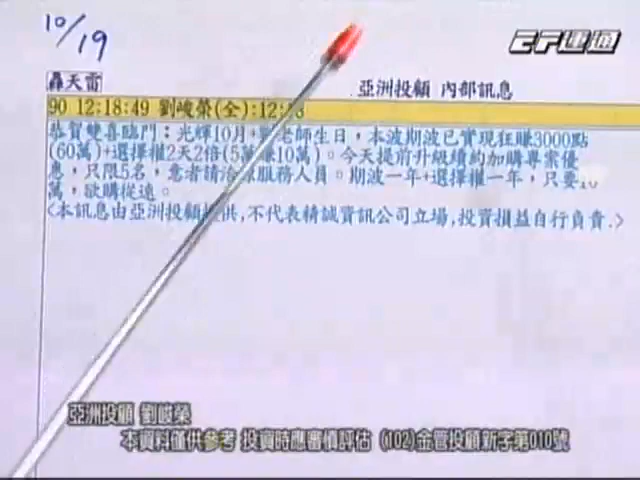 10/19
EF運通
轟天雷
亞洲投顧 內部訊息
90 12:18:49 劉峻榮(全):12:
恭賀雙喜臨門：光輝10月+ 老師生日，本波期波已實現狂賺3000點
(60萬)+選擇權2天2倍(5萬賺10萬)。今天提前升級續約加購專案優
惠，只限5名，意者請洽 服務人員。期波一年+選擇權一年，只要
萬，欲購從速。
<本訊息由亞洲投顧提供,不代表精誠資訊公司立場,投資損益自行負責.>
亞洲投顧 劉峻榮
本資料僅供參考 投資時應審慎評估 (102)金管投顧新字第010號